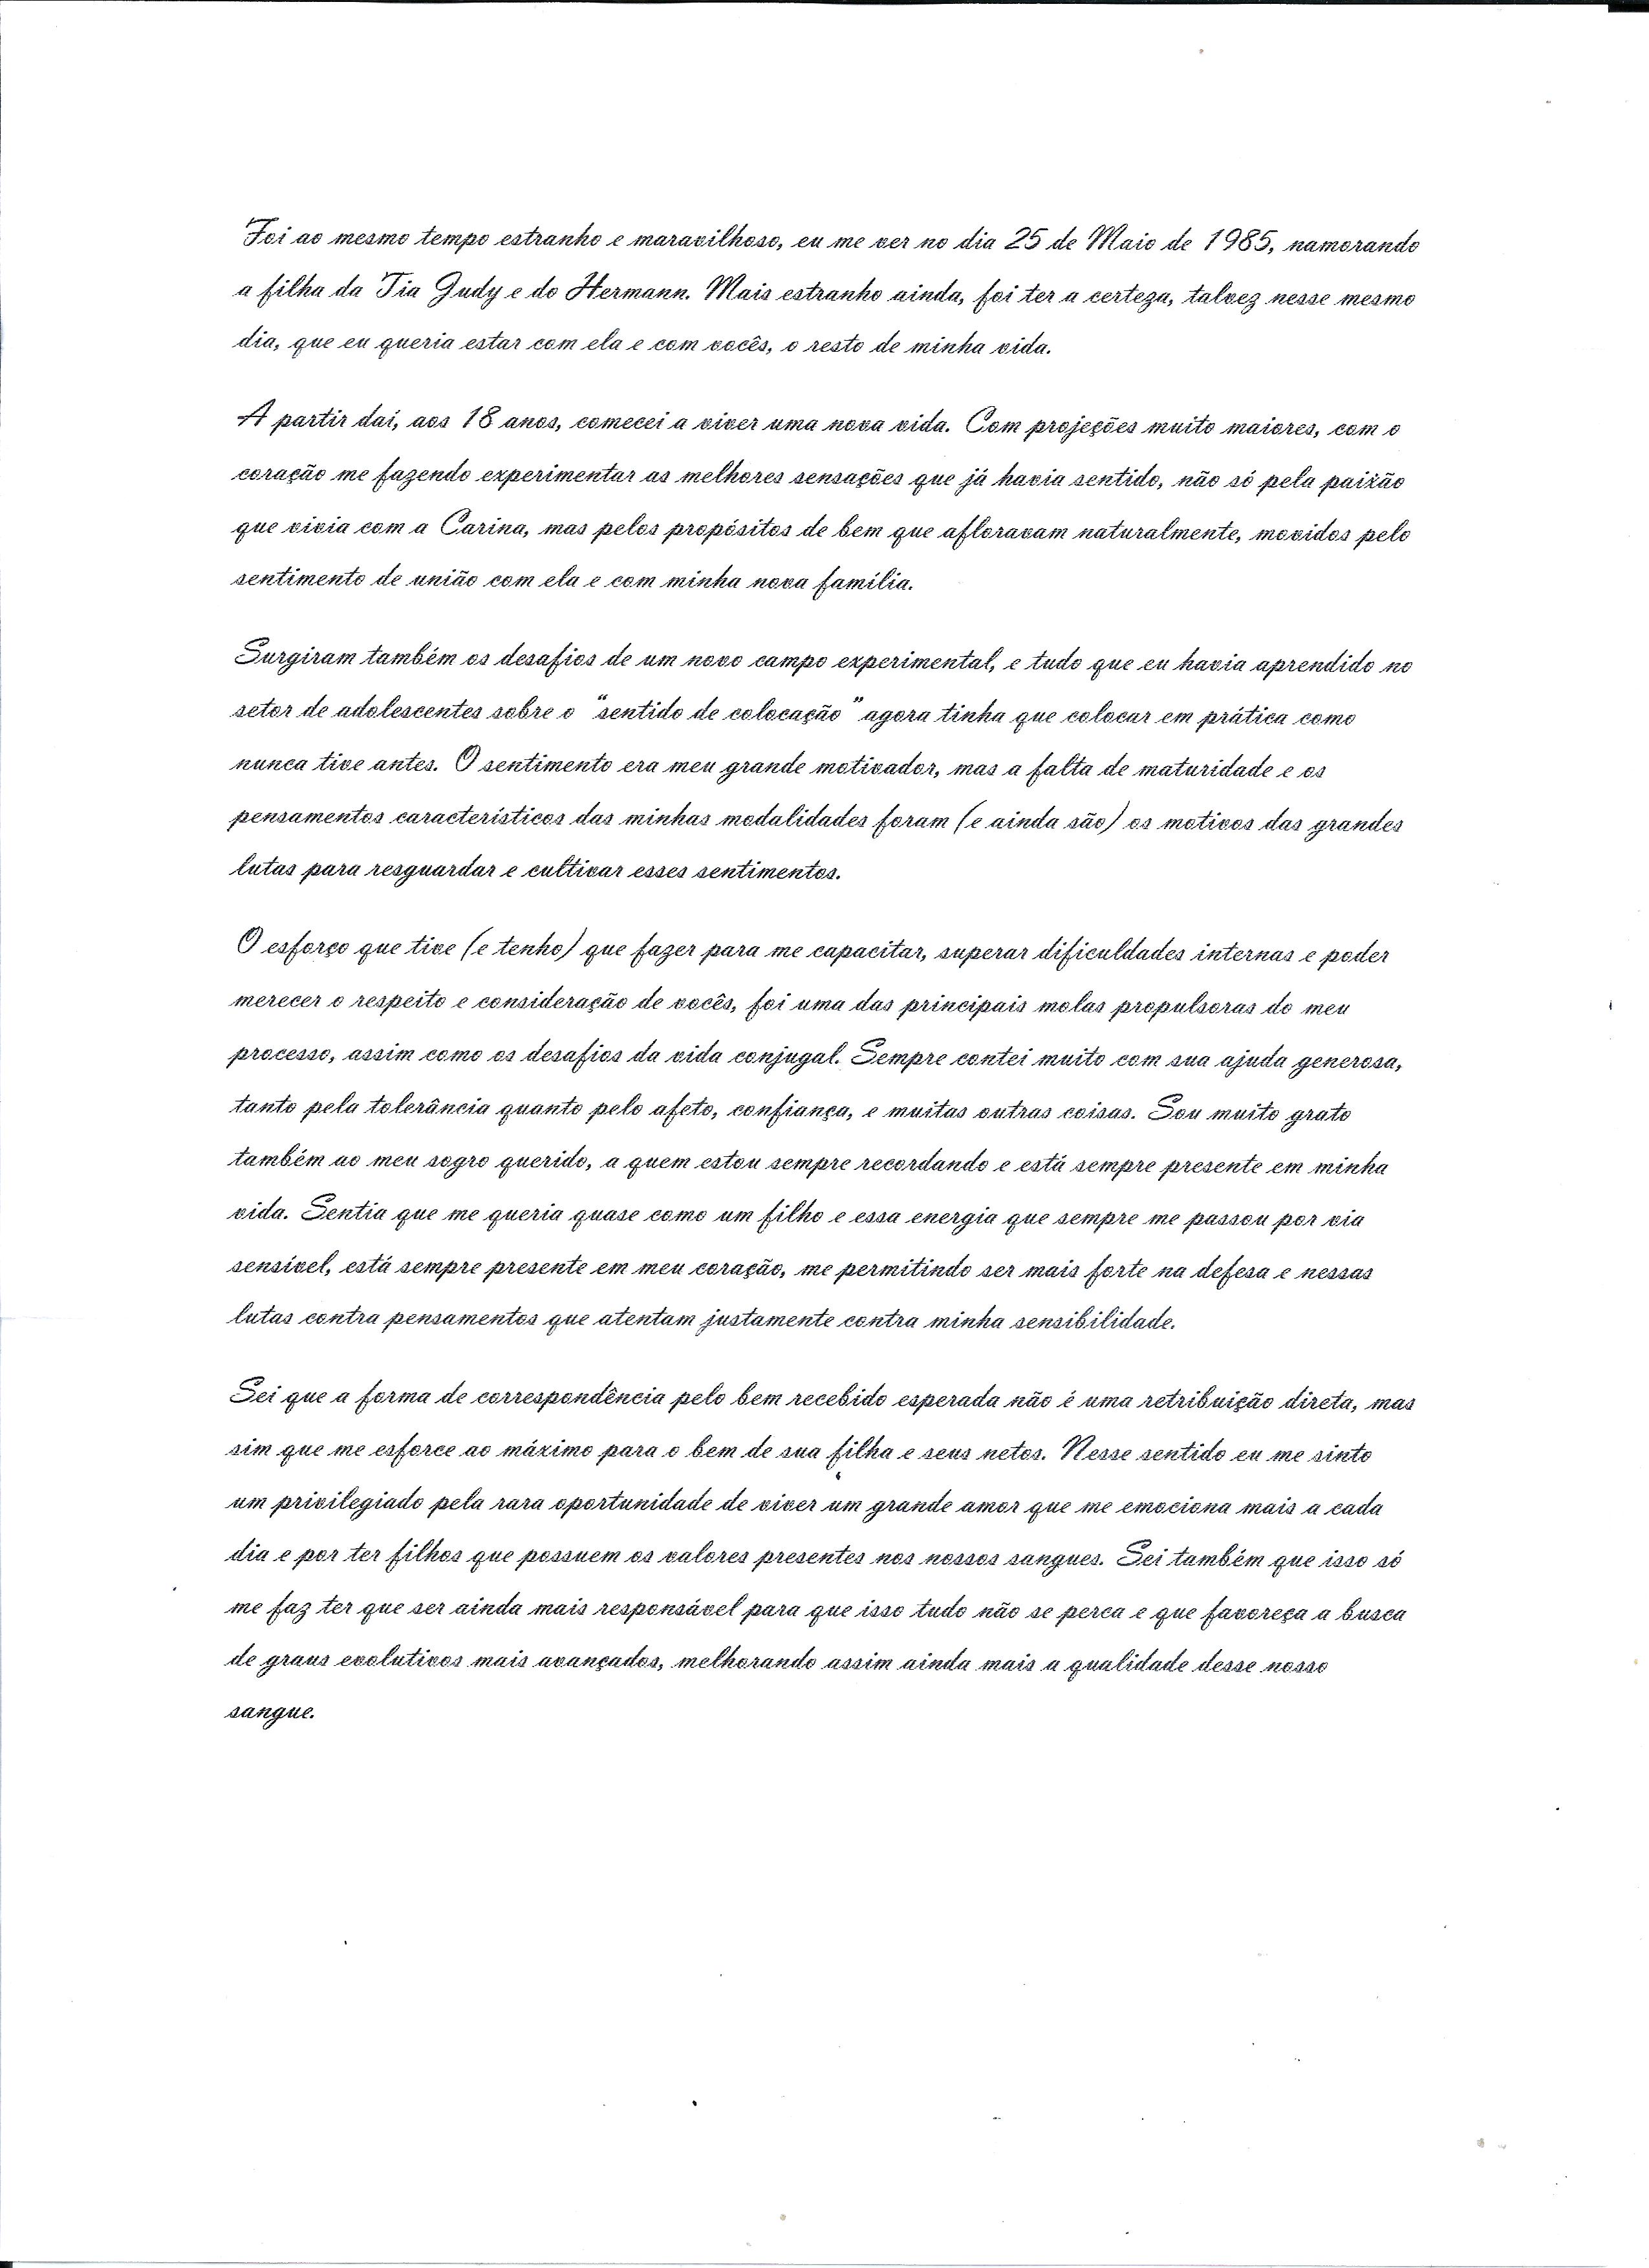 Foi ao mesmo tempo estranho e maravilhoso, eu me ver no dia 25 de Maio de 1985, namorando
a filha da Tia Judy e do Hermann. Mais estranho ainda, foi ter a certeza, talvez nesse mesmo
dia, que eu queria estar com ela e com vocês, o resto de minha vida.
A partir daí, aos 18 anos, comecei a viver uma nova vida. Com projeções muito maiores, com o
coração me fazendo experimentar as melhores sensações que já havia sentido, não só pela paixão
que vivia com a Carina, mas pelos propósitos de bem que afloravam naturalmente, movidos pelo
sentimento de união com ela e com minha nova família.
Surgiram também os desafios de um novo campo experimental, e tudo que eu havia aprendido no
setor de adolescentes sobre o "sentido de colocação" agora tinha que colocar em prática como
nunca tive antes. O sentimento era meu grande motivador, mas a falta de maturidade e os
pensamentos característicos das minhas modalidades foram (e ainda são) os motivos das grandes
lutas para resguardar e cultivar esses sentimentos.
O esforço que tive (e tenho) que fazer para me capacitar, superar dificuldades internas e poder
merecer o respeito e consideração de vocês, foi uma das principais molas propulsoras do meu
processo, assim como os desafios da vida conjugal. Sempre contei muito com sua ajuda generosa,
tanto pela tolerância quanto pelo afeto, confiança, e muitas outras coisas. Sou muito grato
também ao meu sogro querido, a quem estou sempre recordando e está sempre presente em minha
vida. Sentia que me queria quase como um filho e essa energia que sempre me passou por via
sensível, está sempre presente em meu coração, me permitindo ser mais forte na defesa e nessas
lutas contra pensamentos que atentam justamente contra minha sensibilidade.
Sei que a forma de correspondência pelo bem recebido esperada não é uma retribuição direta, mas
sim que me esforce ao máximo para o bem de sua filha e seus netos. Nesse sentido eu me sinto
um privilegiado pela rara oportunidade de viver um grande amor que me emociona mais a cada
dia e por ter filhos que possuem os valores presentes nos nossos sangues. Sei também que isso só
me faz ter que ser ainda mais responsável para que isso tudo não se perca e que favoreça a busca
de graus evolutivos mais avançados, melhorando assim ainda mais a qualidade desse nosso
sangue.